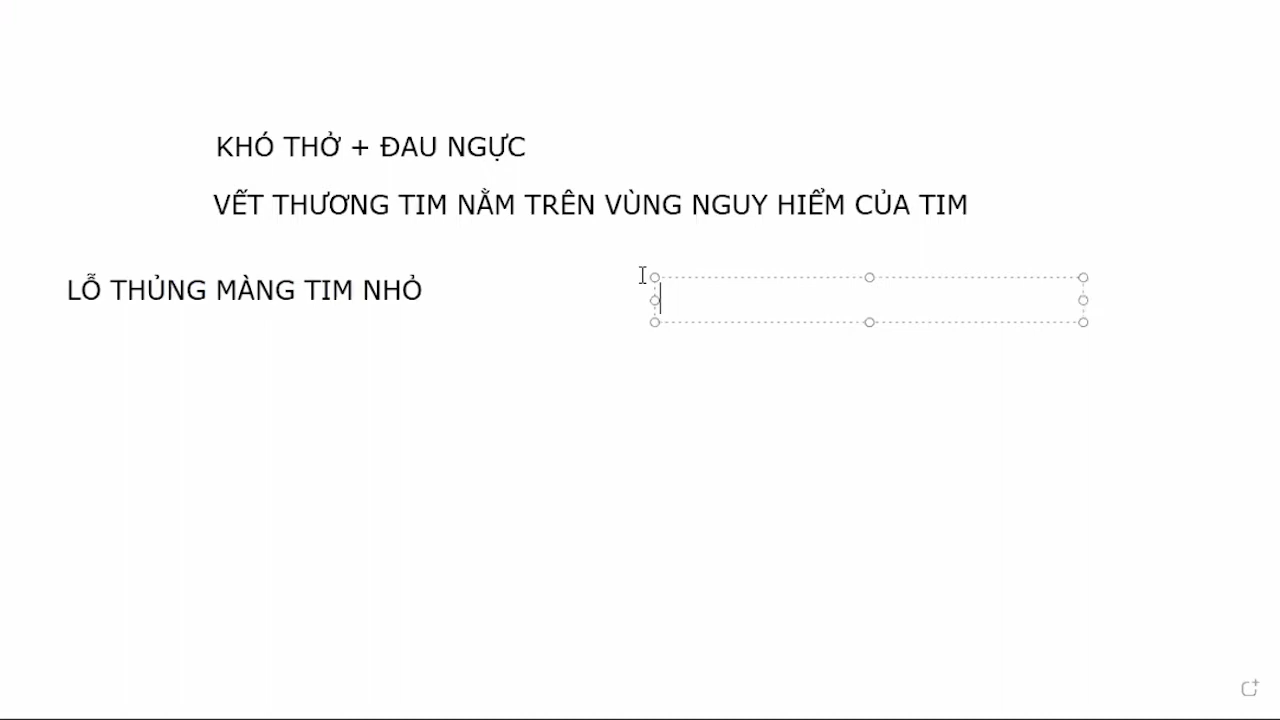 KHÓ THỞ + ĐAU NGỰC
VẾT THƯƠNG TIM NẰM TRÊN VÙNG NGUY HIỂM CỦA TIM
LỖ THỦNG MÀNG TIM NHỎ